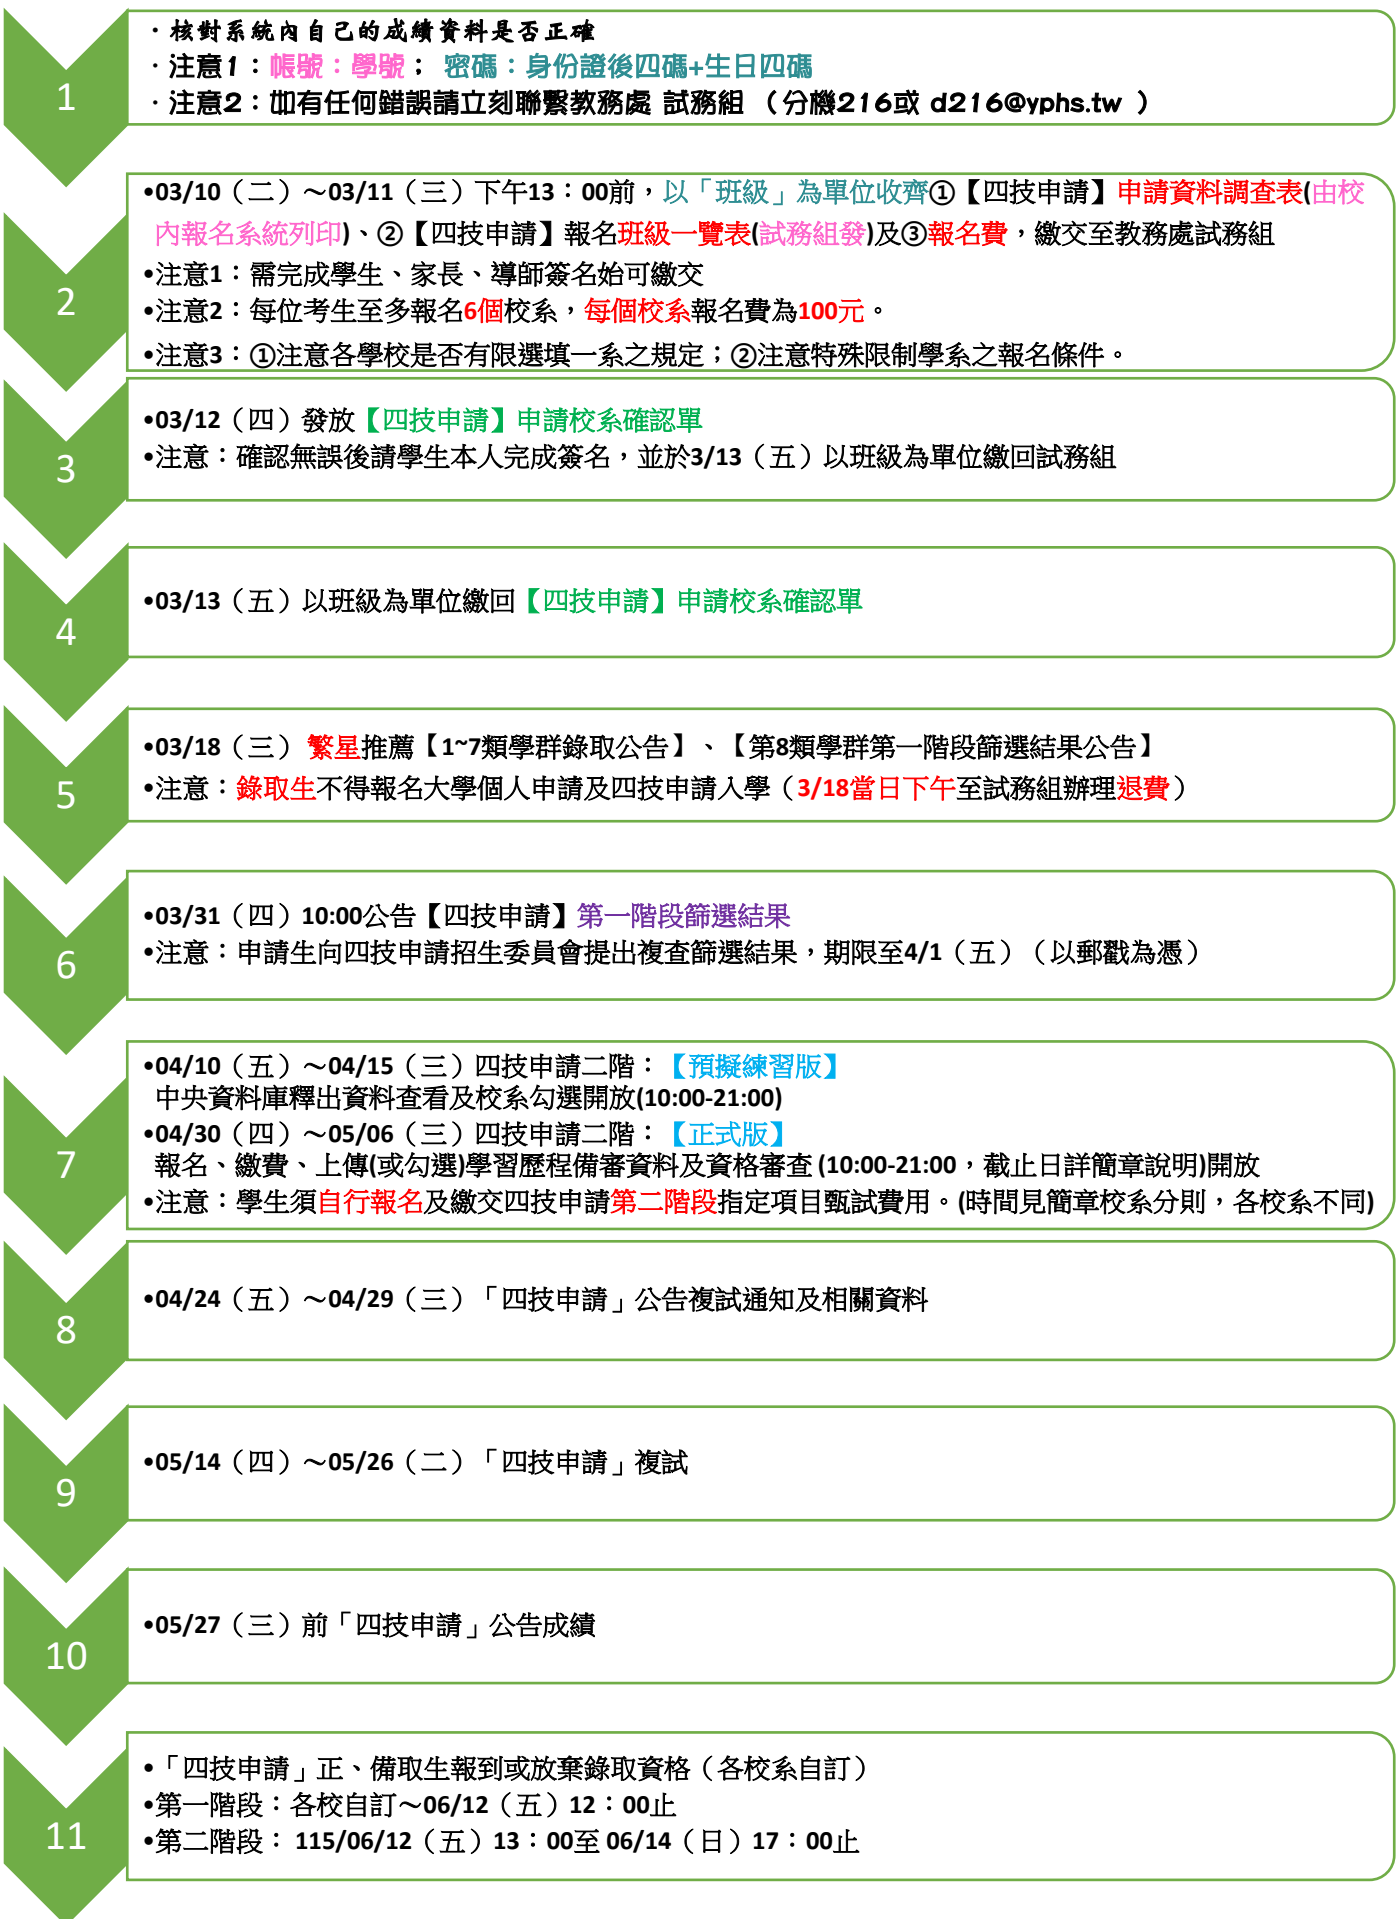 1
．核對系統內自己的成績資料是否正確
．注意1：帳號：學號； 密碼：身份證後四碼+生日四碼
．注意2：如有任何錯誤請立刻聯繫教務處 試務組 （分機216或 d216@yphs.tw ）
2
•03/10（二）～03/11（三）下午13：00前，以「班級」為單位收齊①【四技申請】申請資料調查表(由校
內報名系統列印)、②【四技申請】報名班級一覽表(試務組發)及③報名費，繳交至教務處試務組
•注意1：需完成學生、家長、導師簽名始可繳交
•注意2：每位考生至多報名6個校系，每個校系報名費為100元。
•注意3：①注意各學校是否有限選填一系之規定；②注意特殊限制學系之報名條件。
3
•03/12（四）發放【四技申請】申請校系確認單
•注意：確認無誤後請學生本人完成簽名，並於3/13（五）以班級為單位繳回試務組
4
•03/13（五）以班級為單位繳回【四技申請】申請校系確認單
5
•03/18（三） 繁星推薦【1~7類學群錄取公告】、【第8類學群第一階段篩選結果公告】
•注意：錄取生不得報名大學個人申請及四技申請入學（3/18當日下午至試務組辦理退費）
6
•03/31（四）10:00公告【四技申請】第一階段篩選結果
•注意：申請生向四技申請招生委員會提出複查篩選結果，期限至4/1（五）（以郵戳為憑）
7
•04/10（五）～04/15（三）四技申請二階：【預擬練習版】
中央資料庫釋出資料查看及校系勾選開放(10:00-21:00)
•04/30（四）～05/06（三）四技申請二階：【正式版】
報名、繳費、上傳(或勾選)學習歷程備審資料及資格審查 (10:00-21:00，截止日詳簡章說明)開放
•注意：學生須自行報名及繳交四技申請第二階段指定項目甄試費用。(時間見簡章校系分則，各校系不同)
8
•04/24（五）～04/29（三）「四技申請」公告複試通知及相關資料
9
•05/14（四）～05/26（二）「四技申請」複試
10
•05/27（三）前「四技申請」公告成績
11
•「四技申請」正、備取生報到或放棄錄取資格（各校系自訂）
•第一階段：各校自訂～06/12（五）12：00止
•第二階段： 115/06/12（五）13：00至 06/14（日）17：00止